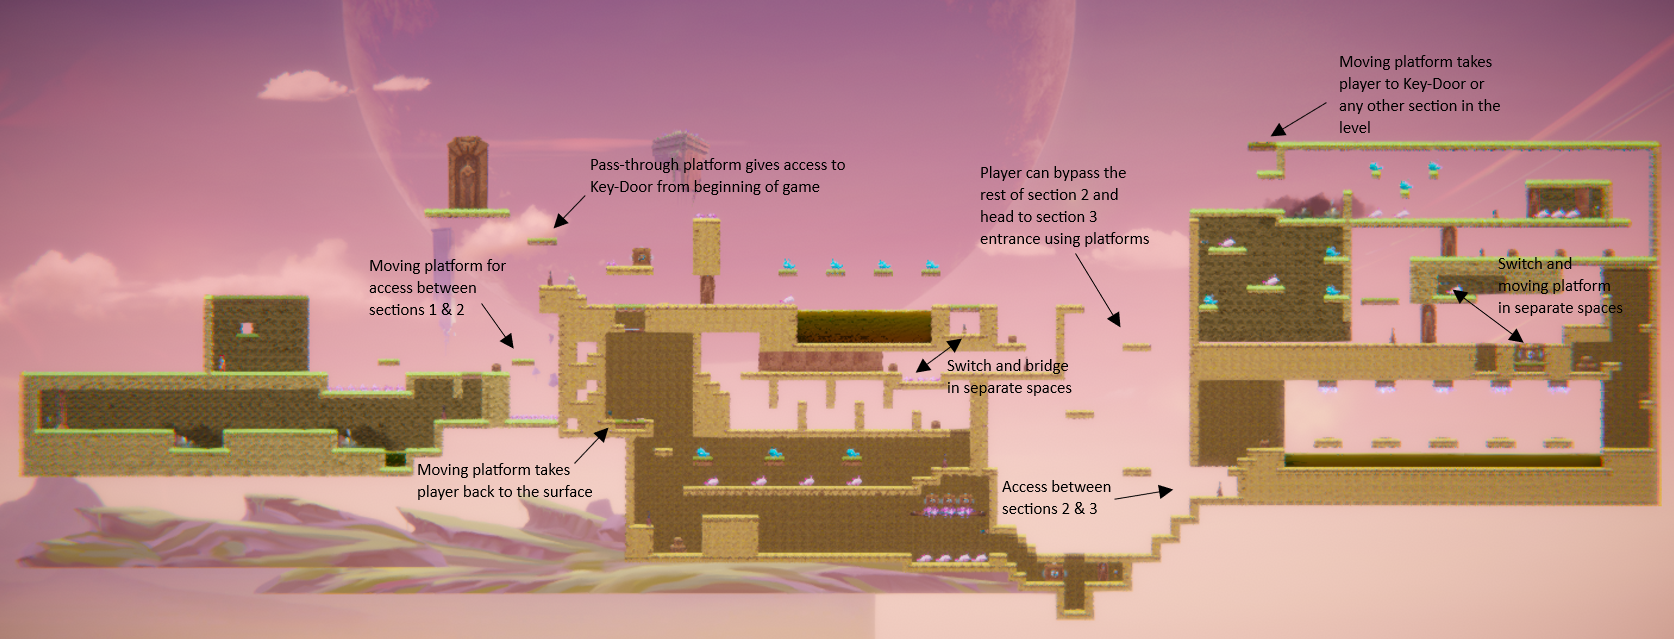 Moving platform takes
player to Key-Door or
any other section in the
level
Pass-through platform gives access to
Key-Door from beginning of game
Player can bypass the
rest of section 2 and
head to section 3
entrance using platforms
Moving platform for
access between
sections 1 & 2
Switch and
moving platform
in separate spaces
Switch and bridge
in separate spaces
Moving platform takes
player back to the surface
Access between
sections 2 & 3